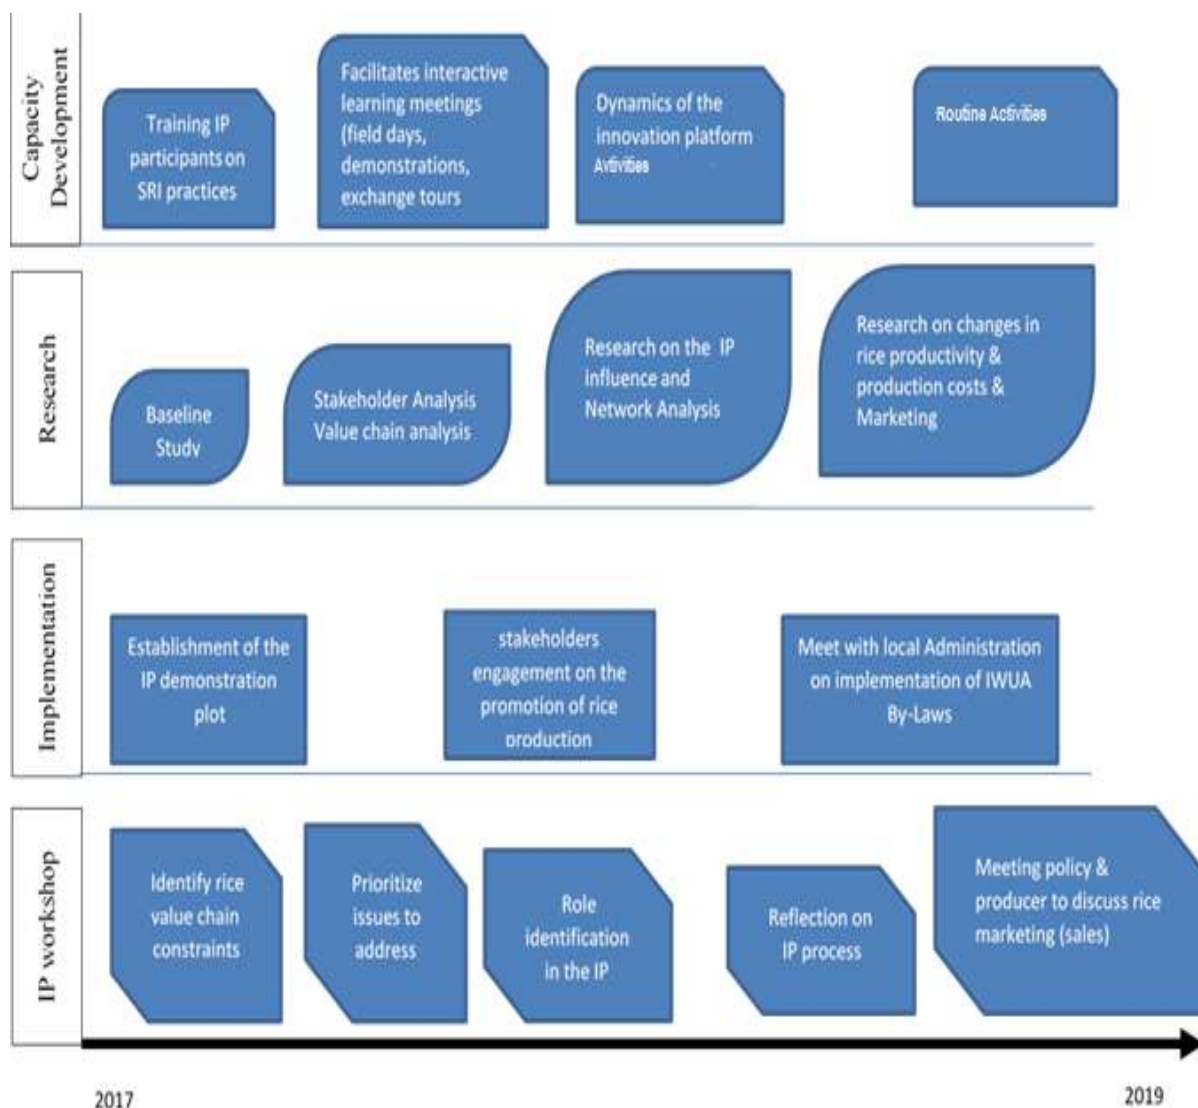 Capacity
Development
Training IP
participants on
SRI practices
Facilitates interactive
learning meetings
(field days,
demonstrations,
exchange tours
Dynamics of the
innovation platform
Avtivities
Routine Activities
Research
Baseline
Study
Stakeholder Analysis
Value chain analysis
Research on the IP
influence and
Network Analysis
Research on changes in
rice productivity &
production costs &
Marketing
Implementation
Establishment of the
IP demonstration
plot
stakeholders
engagement on the
promotion of rice
production
Meet with local Administration
on implementation of IWUA
By-Laws
IP workshop
Identify rice
value chain
constraints
Prioritize
issues to
address
Role
identification
in the IP
Reflection on
IP process
Meeting policy &
producer to discuss rice
marketing (sales)
2017
2019